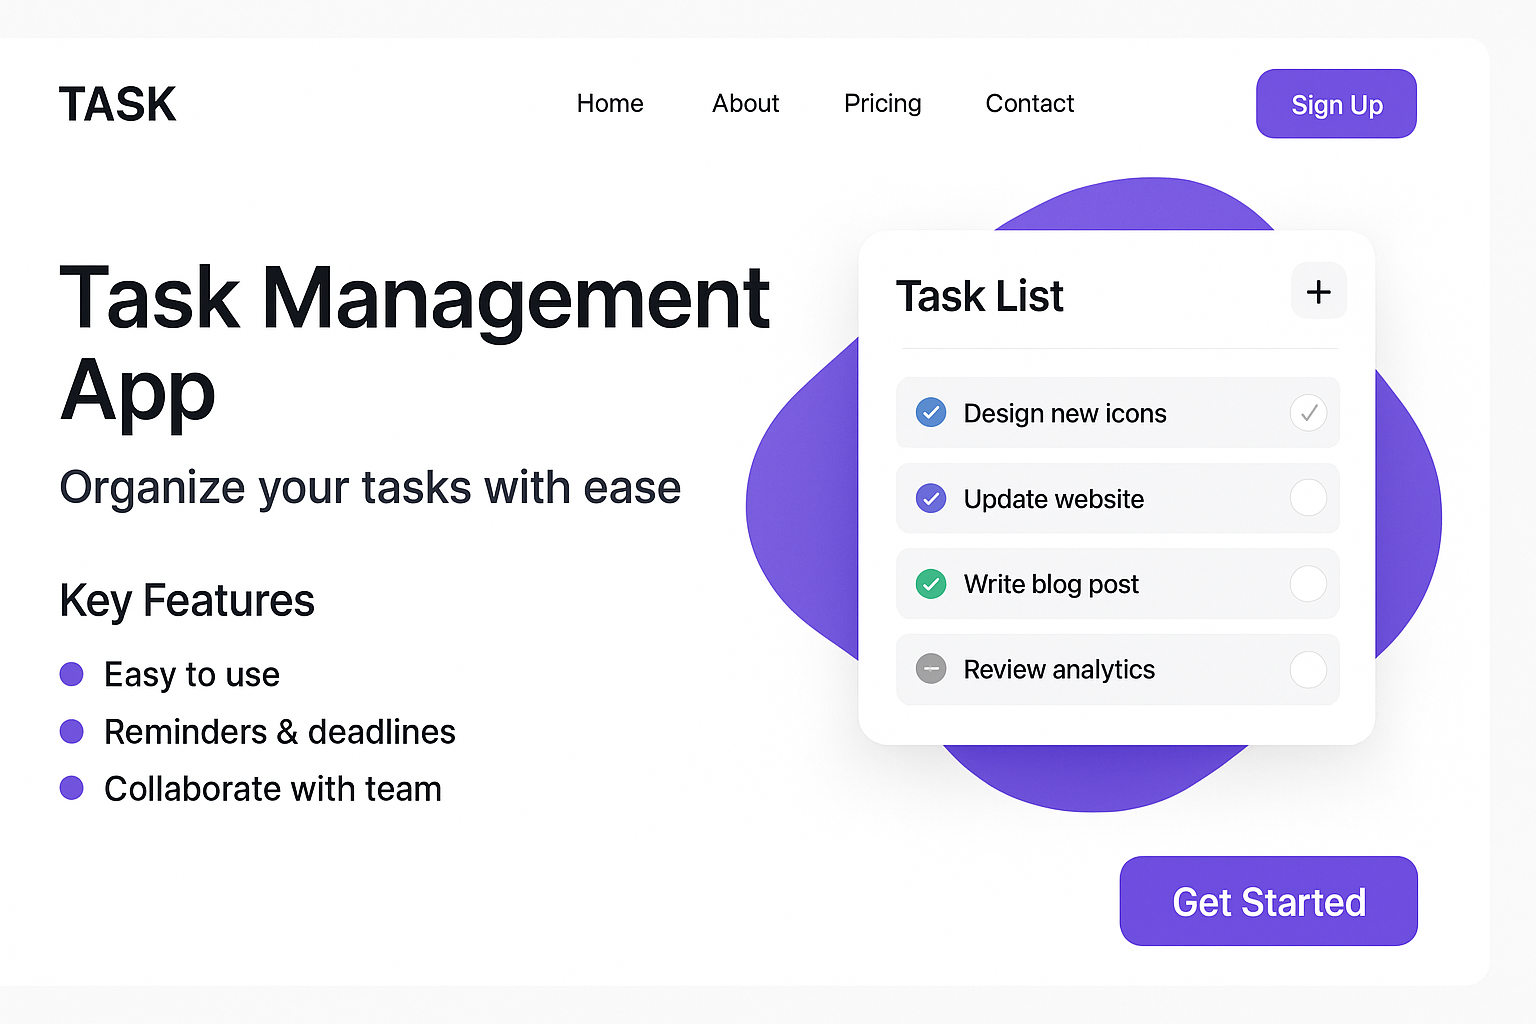 TASK
Home
About
Pricing
Contact
Sign Up
Task Management
App
Organize your tasks with ease
Key Features
Easy to use
Reminders & deadlines
Collaborate with team
Task List
Design new icons
Update website
Write blog post
Review analytics
Get Started